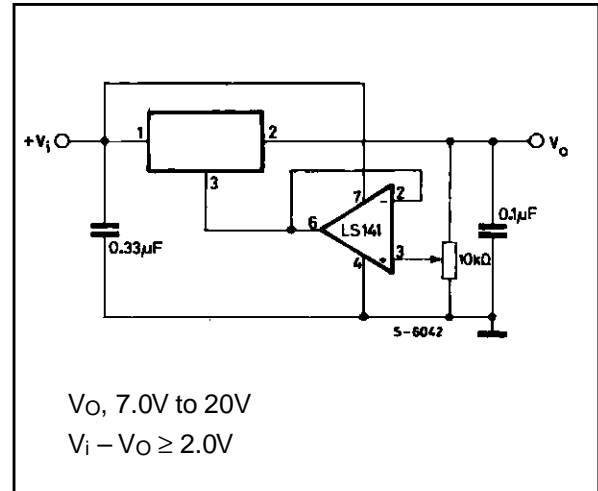 +Vi
1
2
Vo
3
7
2
−
6
LS141
0.1µF
0.33µF
4
+
3
10kΩ
S-6042
VO, 7.0V to 20V
Vi – VO ≥ 2.0V